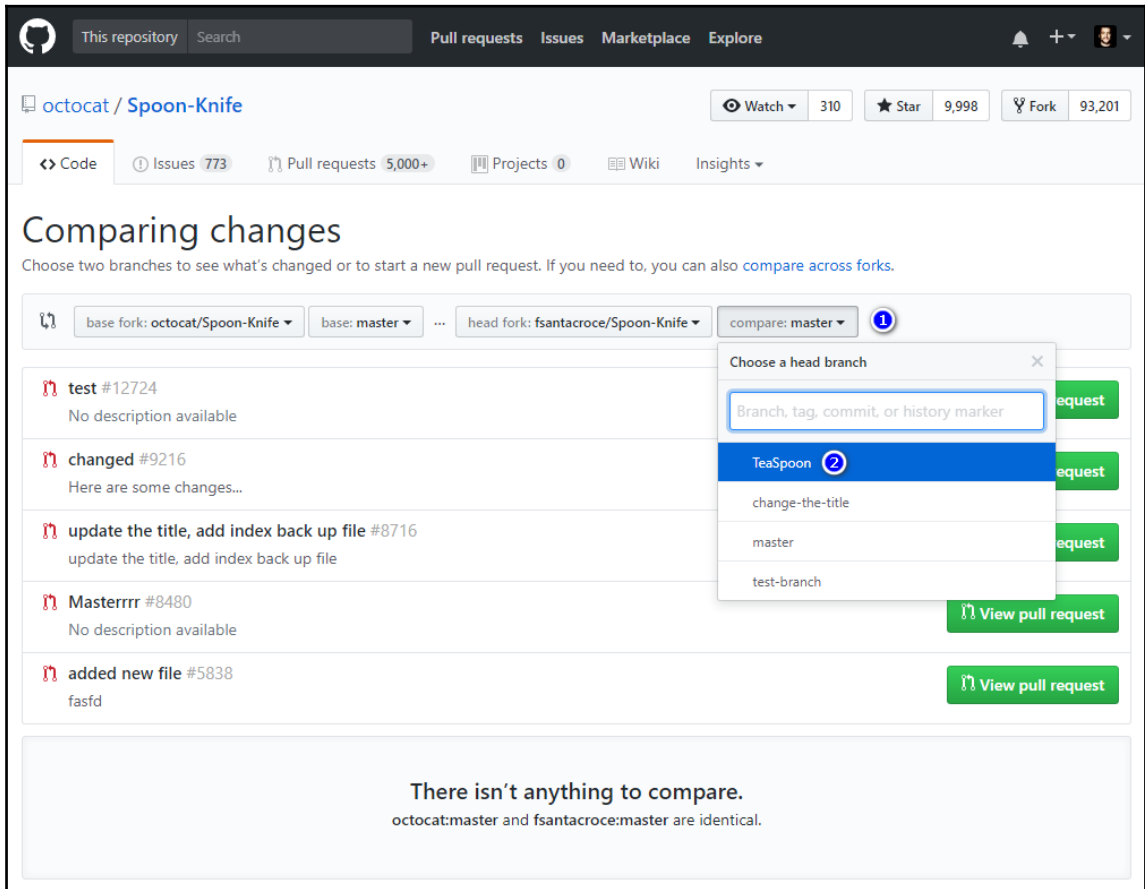 This repository Search Pull requests Issues Marketplace Explore
octocat / Spoon-Knife Watch 310 Star 9,998 Fork 93,201
Code Issues 773 Pull requests 5,000+ Projects 0 Wiki Insights
Comparing changes
Choose two branches to see what's changed or to start a new pull request. If you need to, you can also compare across forks.
base fork: octocat/Spoon-Knife base: master ... head fork: fsantacroce/Spoon-Knife compare: master 1
Choose a head branch
Branch, tag, commit, or history marker
TeaSpoon 2
change-the-title
master
test-branch
test #12724
No description available
equest
changed #9216
Here are some changes...
equest
update the title, add index back up file #8716
update the title, add index back up file
equest
Masterrrr #8480
No description available
View pull request
added new file #5838
fasfd
View pull request
There isn't anything to compare.
octocat:master and fsantacroce:master are identical.